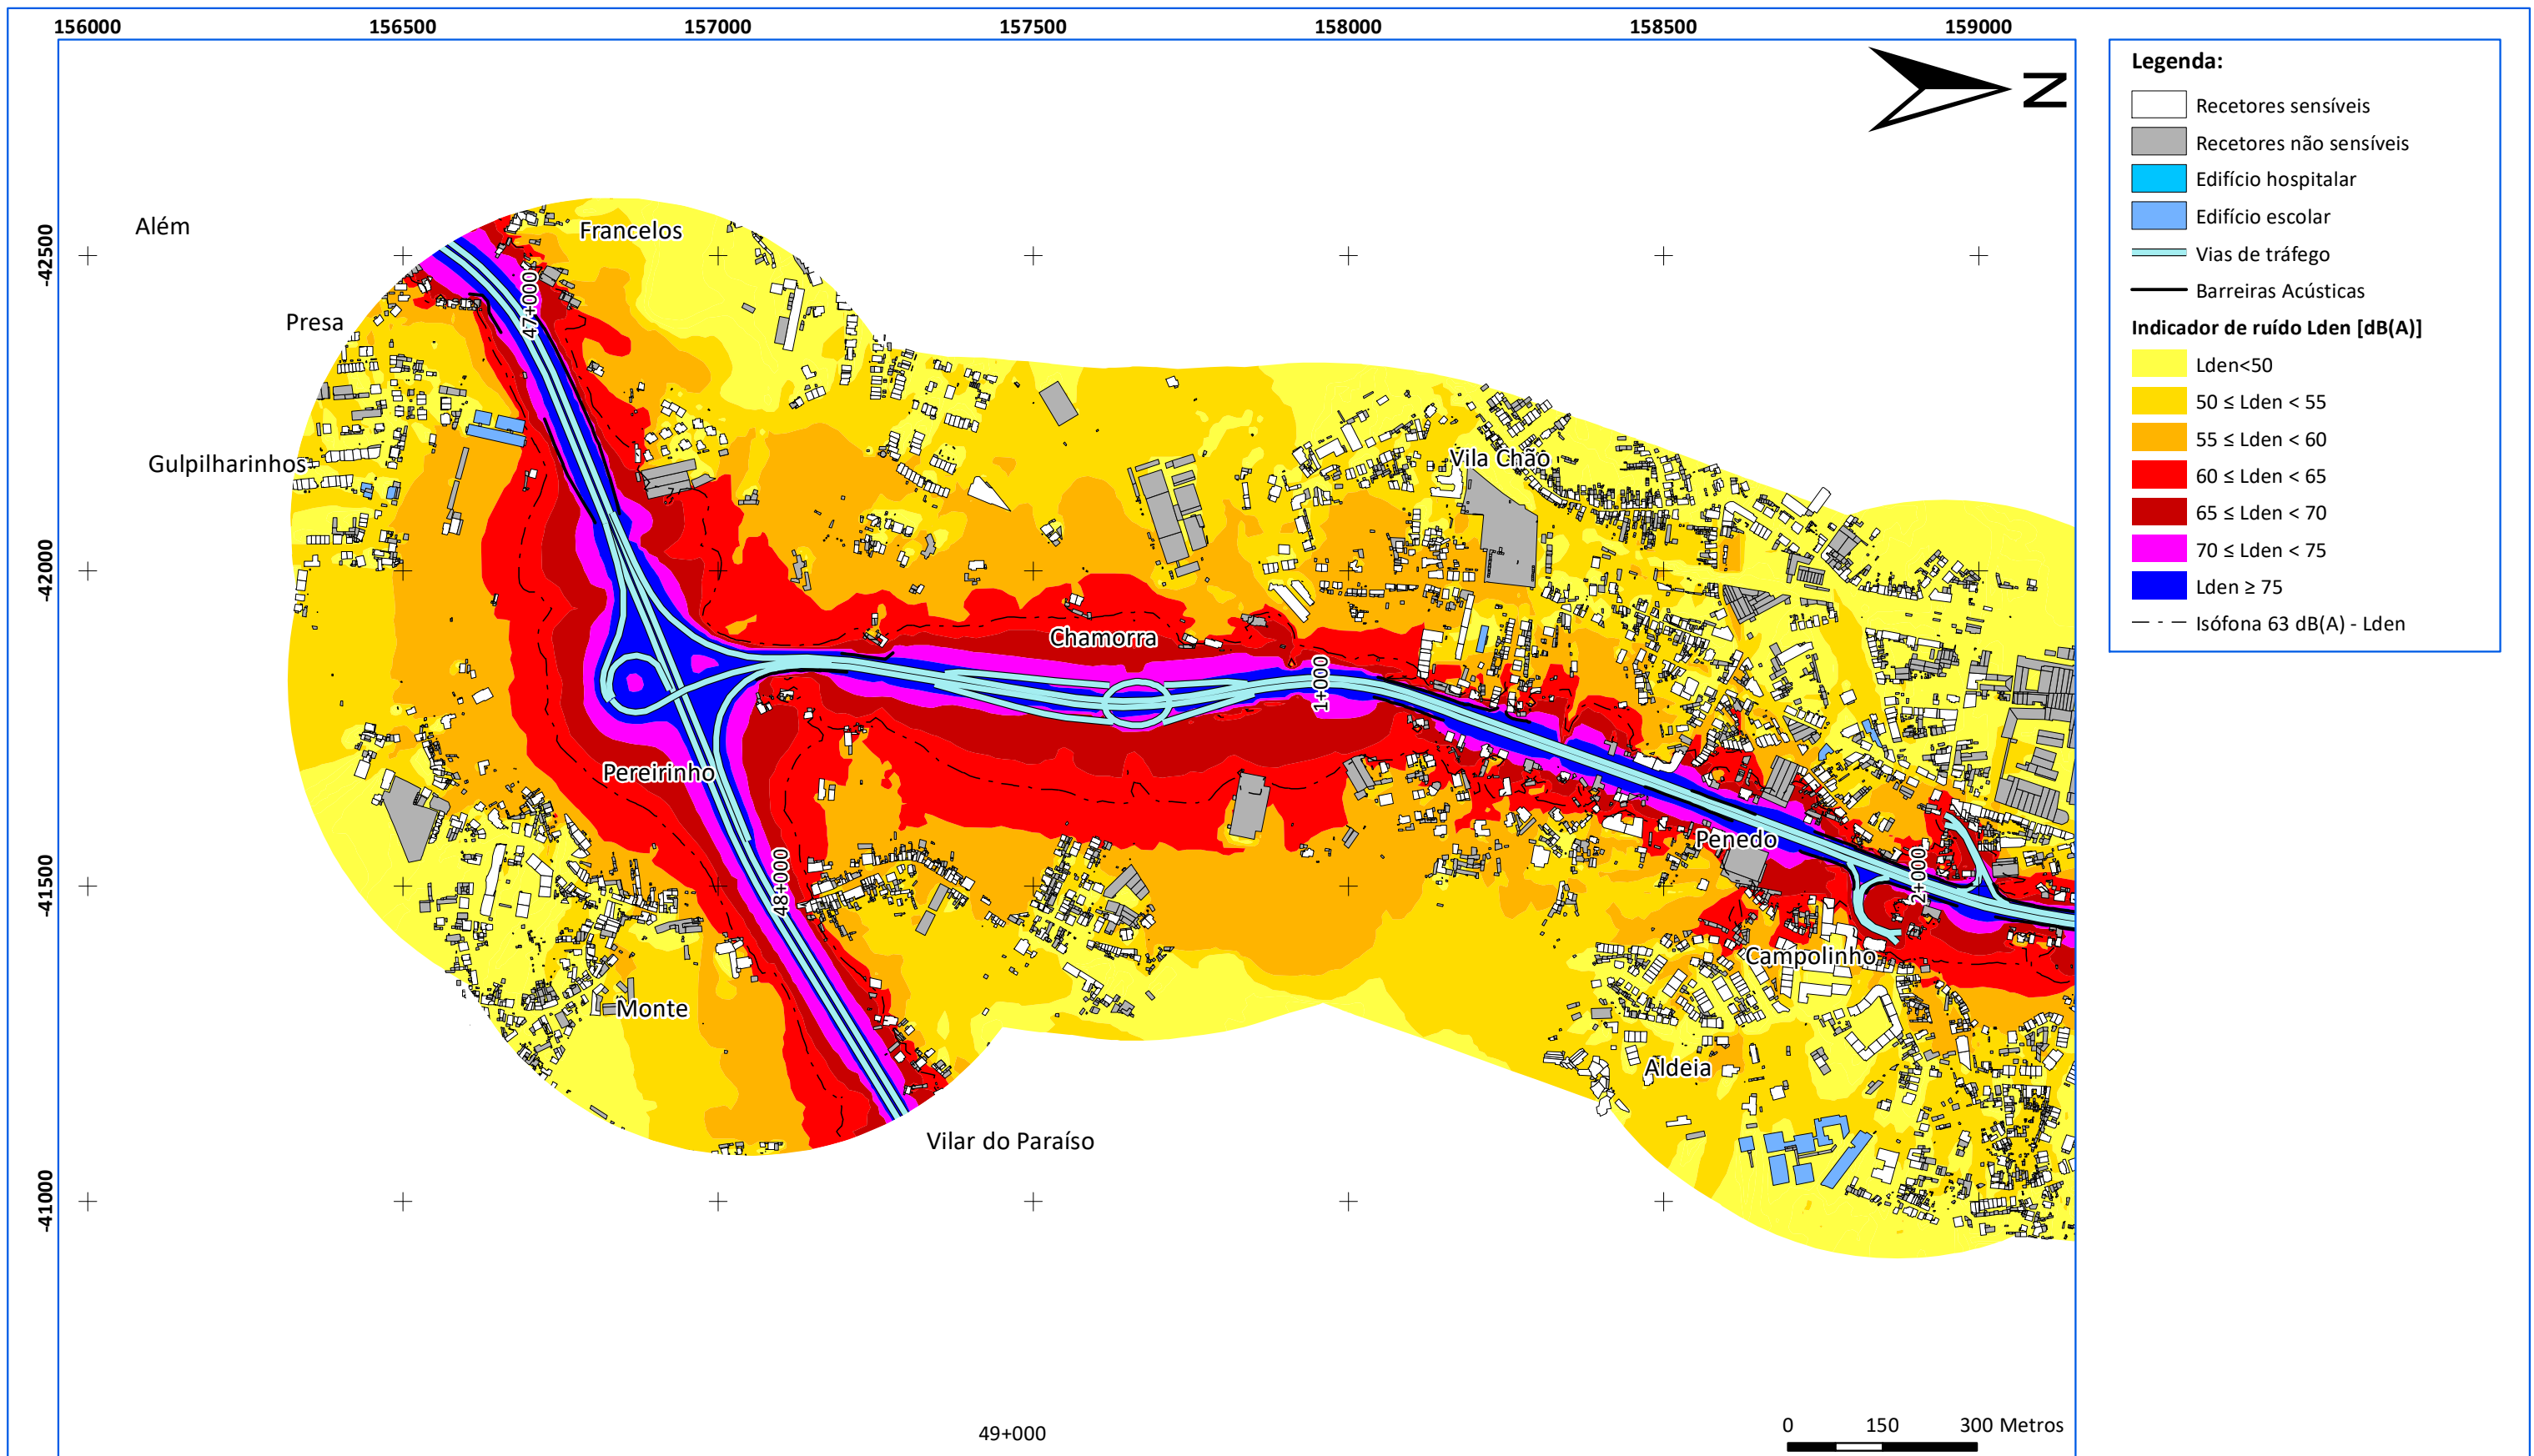 156000 156500 157000 157500 158000 158500 159000
N
Legenda:
Recetores sensíveis
Recetores não sensíveis
Edifício hospitalar
Edifício escolar
Vias de tráfego
Barreiras Acústicas
Indicador de ruído Lden [dB(A)]
Lden<50
50 ≤ Lden < 55
55 ≤ Lden < 60
60 ≤ Lden < 65
65 ≤ Lden < 70
70 ≤ Lden < 75
Lden ≥ 75
Isófona 63 dB(A) - Lden
-42500
-42000
-41500
-41000
Além
Francelos
47+000
Presa
Gulpilharinhos
Vila Chão
Chamorra
1+000
Pereirinho
Penedo
48+000
2+000
Campolinho
Monte
Aldeia
Vilar do Paraíso
49+000
0 150 300 Metros